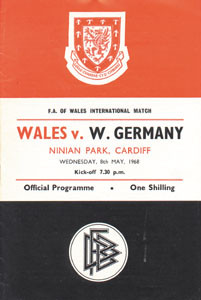 F.A. OF WALES INTERNATIONAL MATCH
WALES v. W. GERMANY
NINIAN PARK, CARDIFF
WEDNESDAY, 8th MAY, 1968
Kick-off 7.30 p.m.
Official Programme • One Shilling
DFB